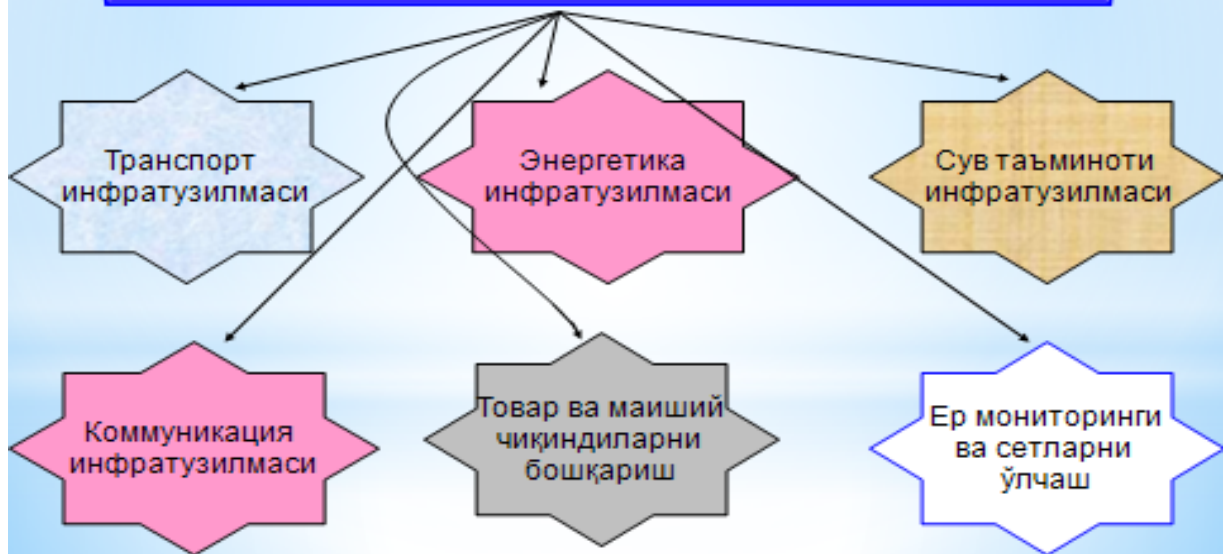 Транспорт
инфратузилмаси
Энергетика
инфратузилмаси
Сув таъминоти
инфратузилмаси
Коммуникация
инфратузилмаси
Товар ва маиший
чиқиндиларни
бошқариш
Ер мониторинги
ва сетларни
ўлчаш